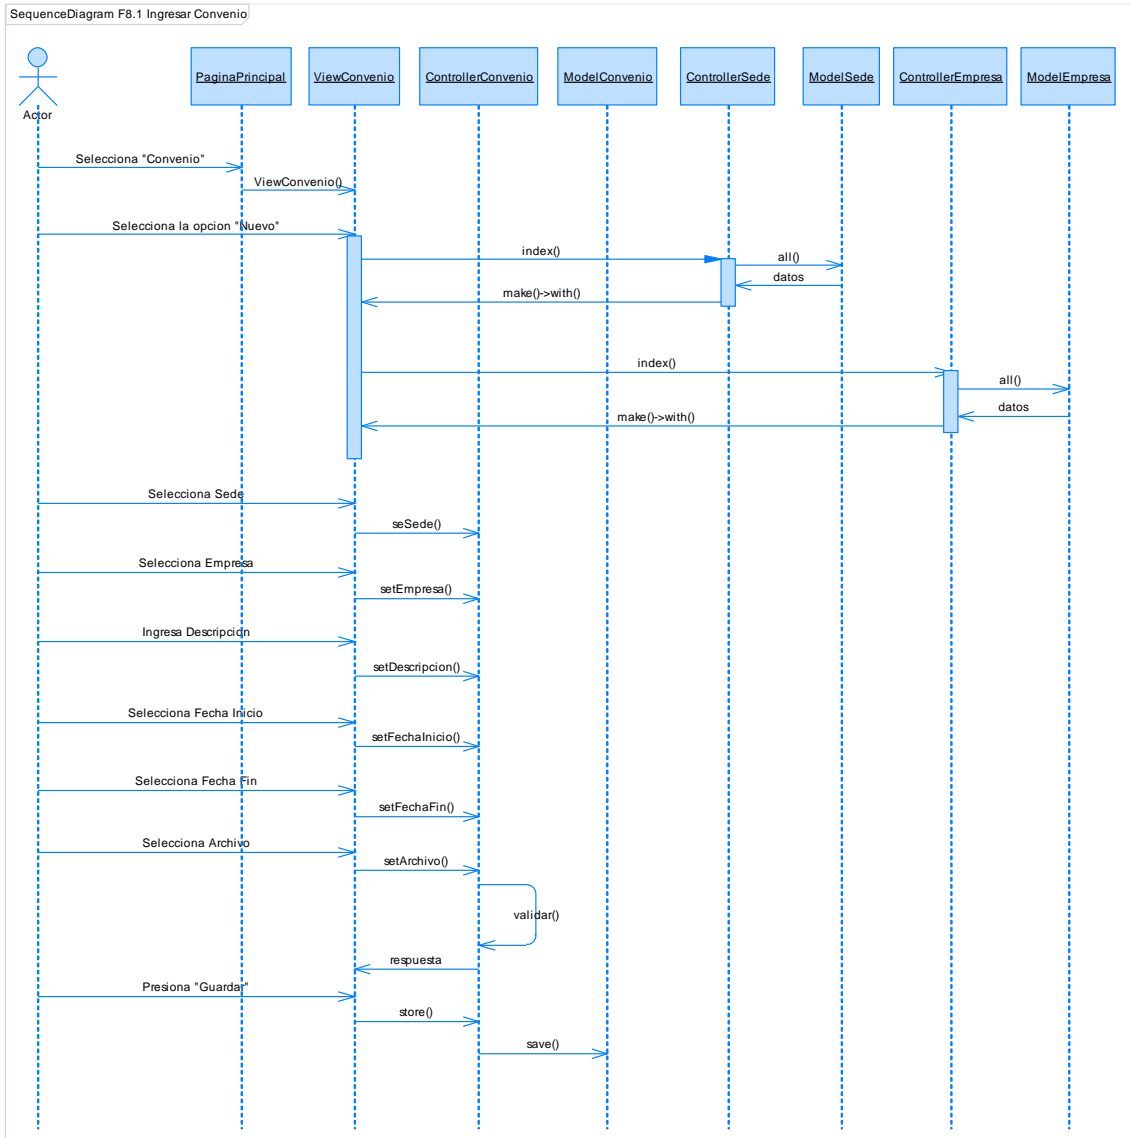 SequenceDiagram F8.1 Ingresar Convenio
Actor
PaginaPrincipal
ViewConvenio
ControllerConvenio
ModelConvenio
ControllerSede
ModelSede
ControllerEmpresa
ModelEmpresa
Selecciona "Convenio"
ViewConvenio()
Selecciona la opcion "Nuevo"
index()
all()
datos
make()->with()
index()
all()
datos
make()->with()
Selecciona Sede
seSede()
Selecciona Empresa
setEmpresa()
Ingresa Descripcion
setDescripcion()
Selecciona Fecha Inicio
setFechaInicio()
Selecciona Fecha Fin
setFechaFin()
Selecciona Archivo
setArchivo()
validar()
respuesta
Presiona "Guardar"
store()
save()